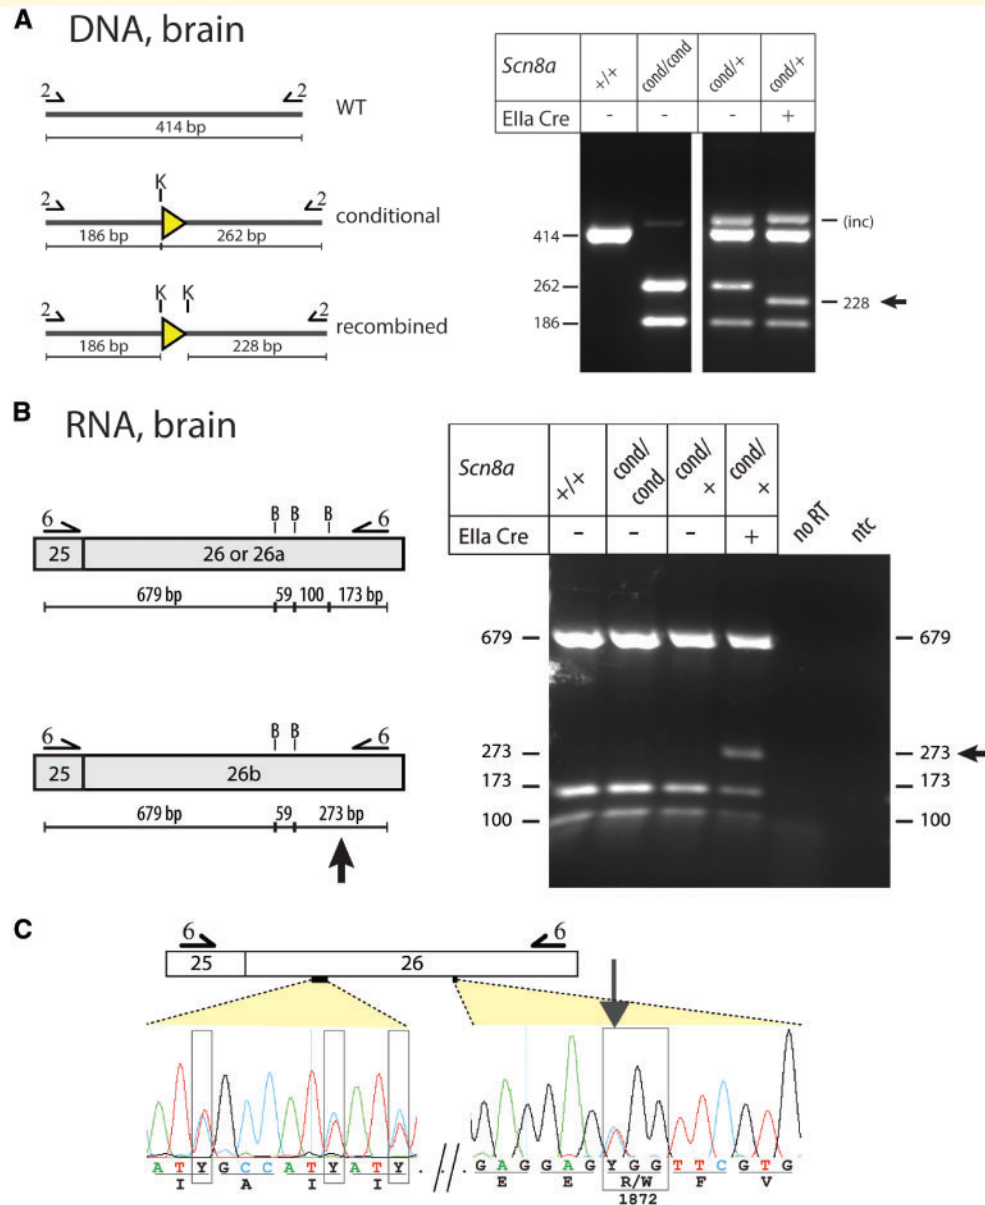 A DNA, brain
2 2
WT
414 bp
K
2 2
conditional
186 bp 262 bp
K K
2 2
recombined
186 bp 228 bp
Scn8a +/+ cond/cond cond/+ cond/+
EIIa Cre - - - +
(inc)
414
262
228
186
B RNA, brain
B B B
6 6
25 26 or 26a
679 bp 59 100 173 bp
B B
6 6
25 26b
679 bp 59 273 bp
Scn8a +/+ cond/ cond cond/ + cond/ +
EIIa Cre - - - + no RT ntc
679 679
273 273
173 173
100 100
C
6 6
25 26
A T Y G C C A T Y A T Y . . // . . G A G G A G Y G G T T C G T G
I A I I E E R/W F V
1872